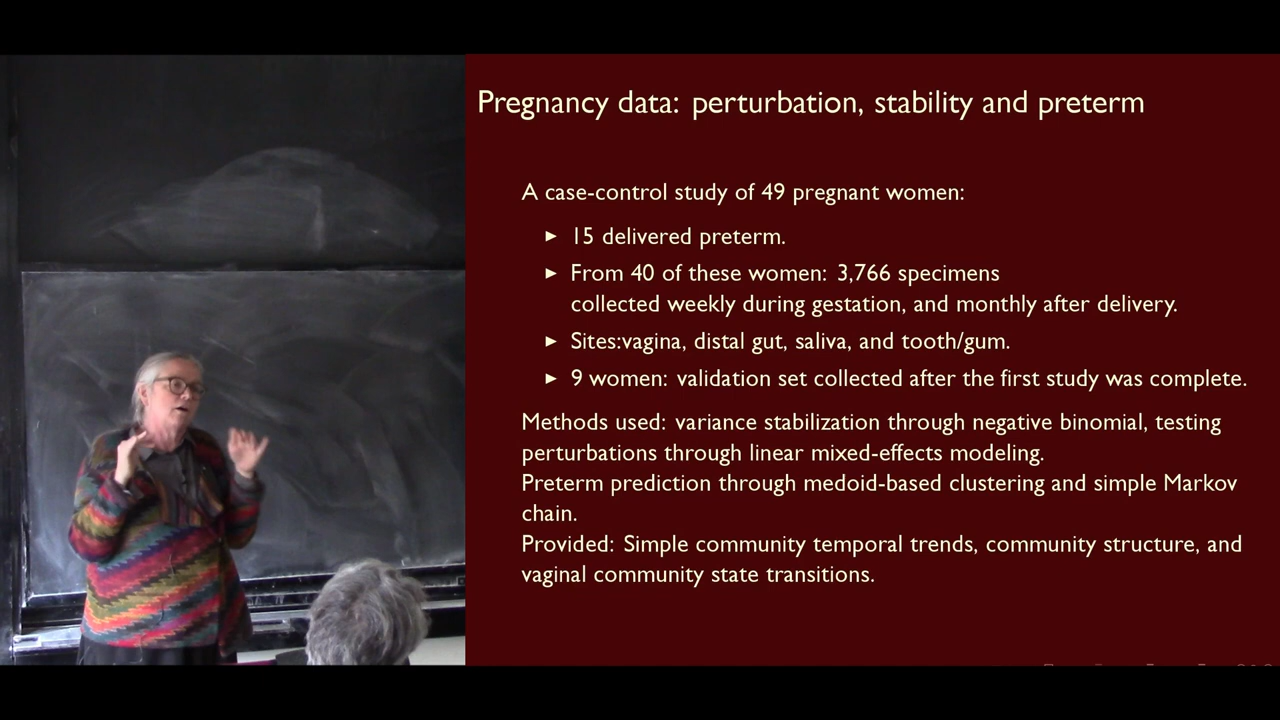 Pregnancy data: perturbation, stability and preterm
A case-control study of 49 pregnant women:
▶ 15 delivered preterm.
▶ From 40 of these women: 3,766 specimens
collected weekly during gestation, and monthly after delivery.
▶ Sites:vagina, distal gut, saliva, and tooth/gum.
▶ 9 women: validation set collected after the first study was complete.
Methods used: variance stabilization through negative binomial, testing
perturbations through linear mixed-effects modeling.
Preterm prediction through medoid-based clustering and simple Markov
chain.
Provided: Simple community temporal trends, community structure, and
vaginal community state transitions.